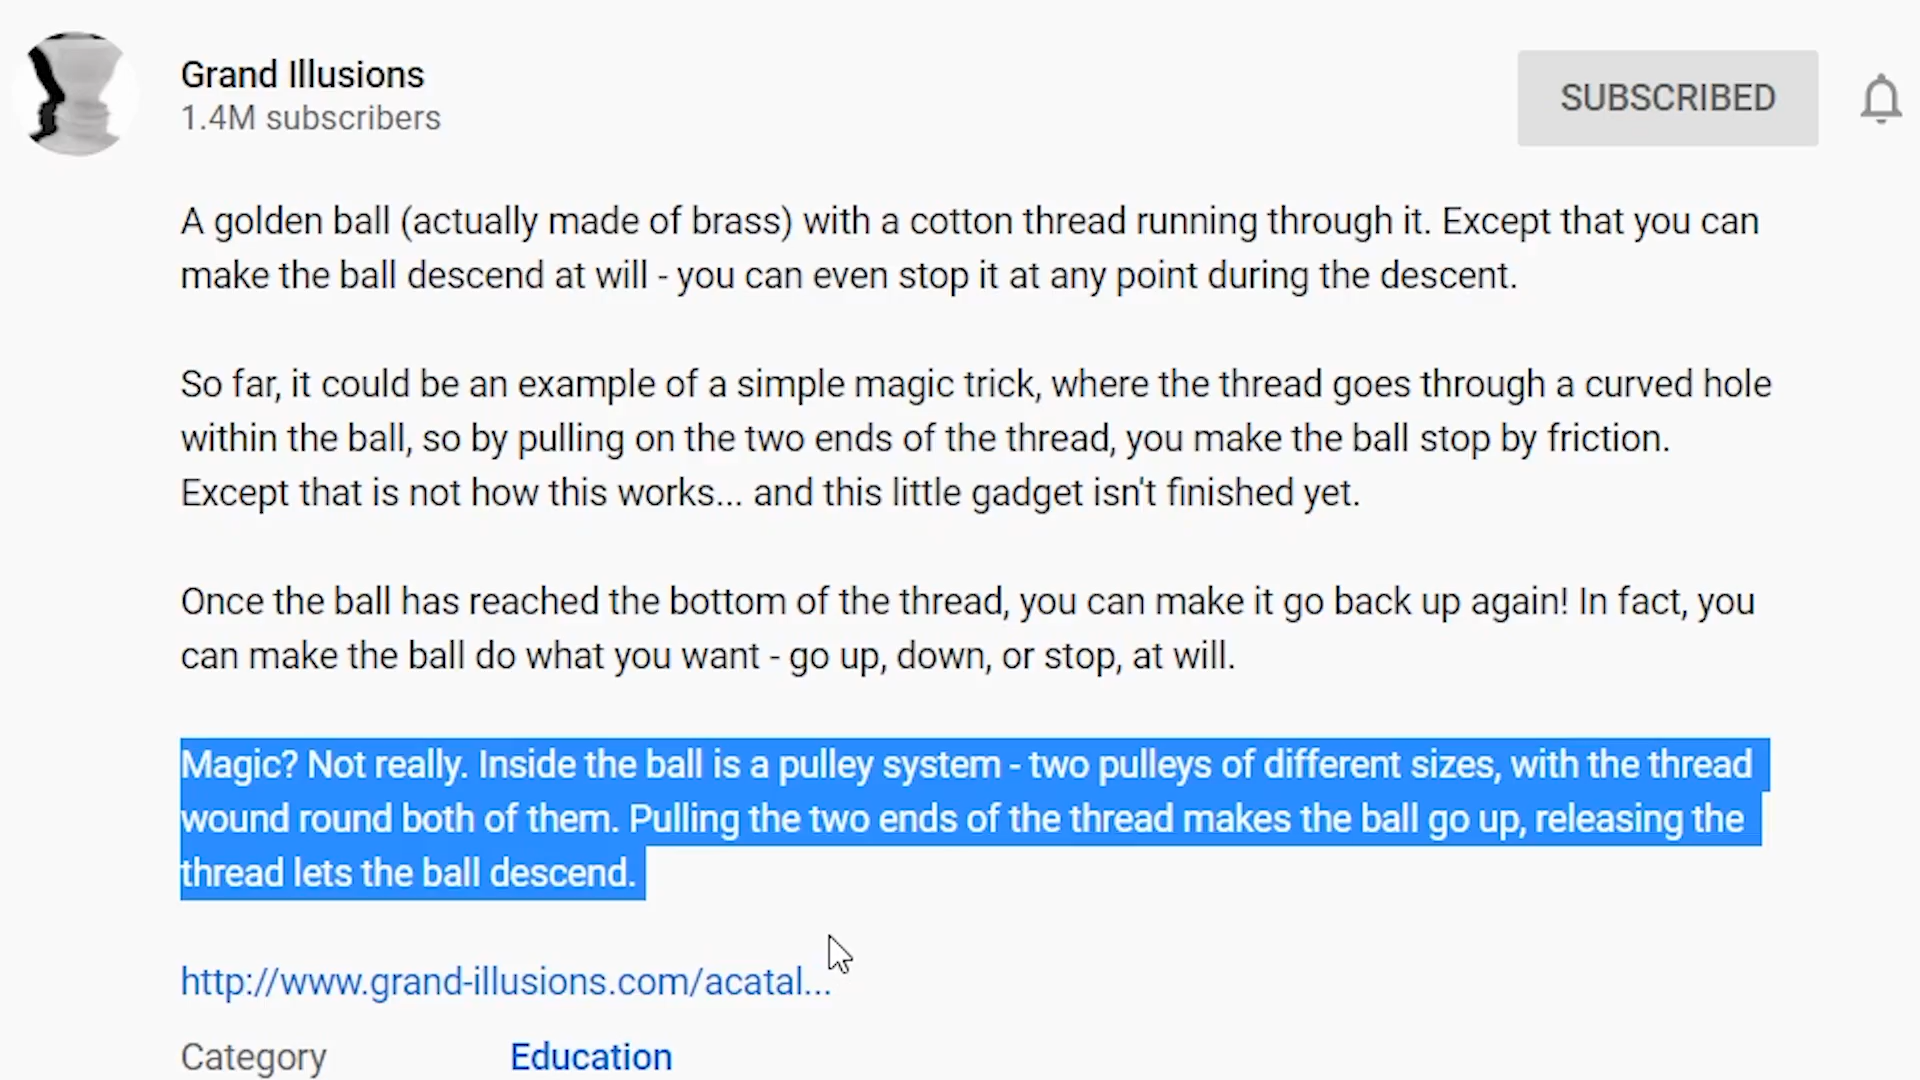 Grand Illusions
1.4M subscribers
SUBSCRIBED
A golden ball (actually made of brass) with a cotton thread running through it. Except that you can
make the ball descend at will - you can even stop it at any point during the descent.
So far, it could be an example of a simple magic trick, where the thread goes through a curved hole
within the ball, so by pulling on the two ends of the thread, you make the ball stop by friction.
Except that is not how this works... and this little gadget isn't finished yet.
Once the ball has reached the bottom of the thread, you can make it go back up again! In fact, you
can make the ball do what you want - go up, down, or stop, at will.
Magic? Not really. Inside the ball is a pulley system - two pulleys of different sizes, with the thread
wound round both of them. Pulling the two ends of the thread makes the ball go up, releasing the
thread lets the ball descend.
http://www.grand-illusions.com/acatal...
Category Education